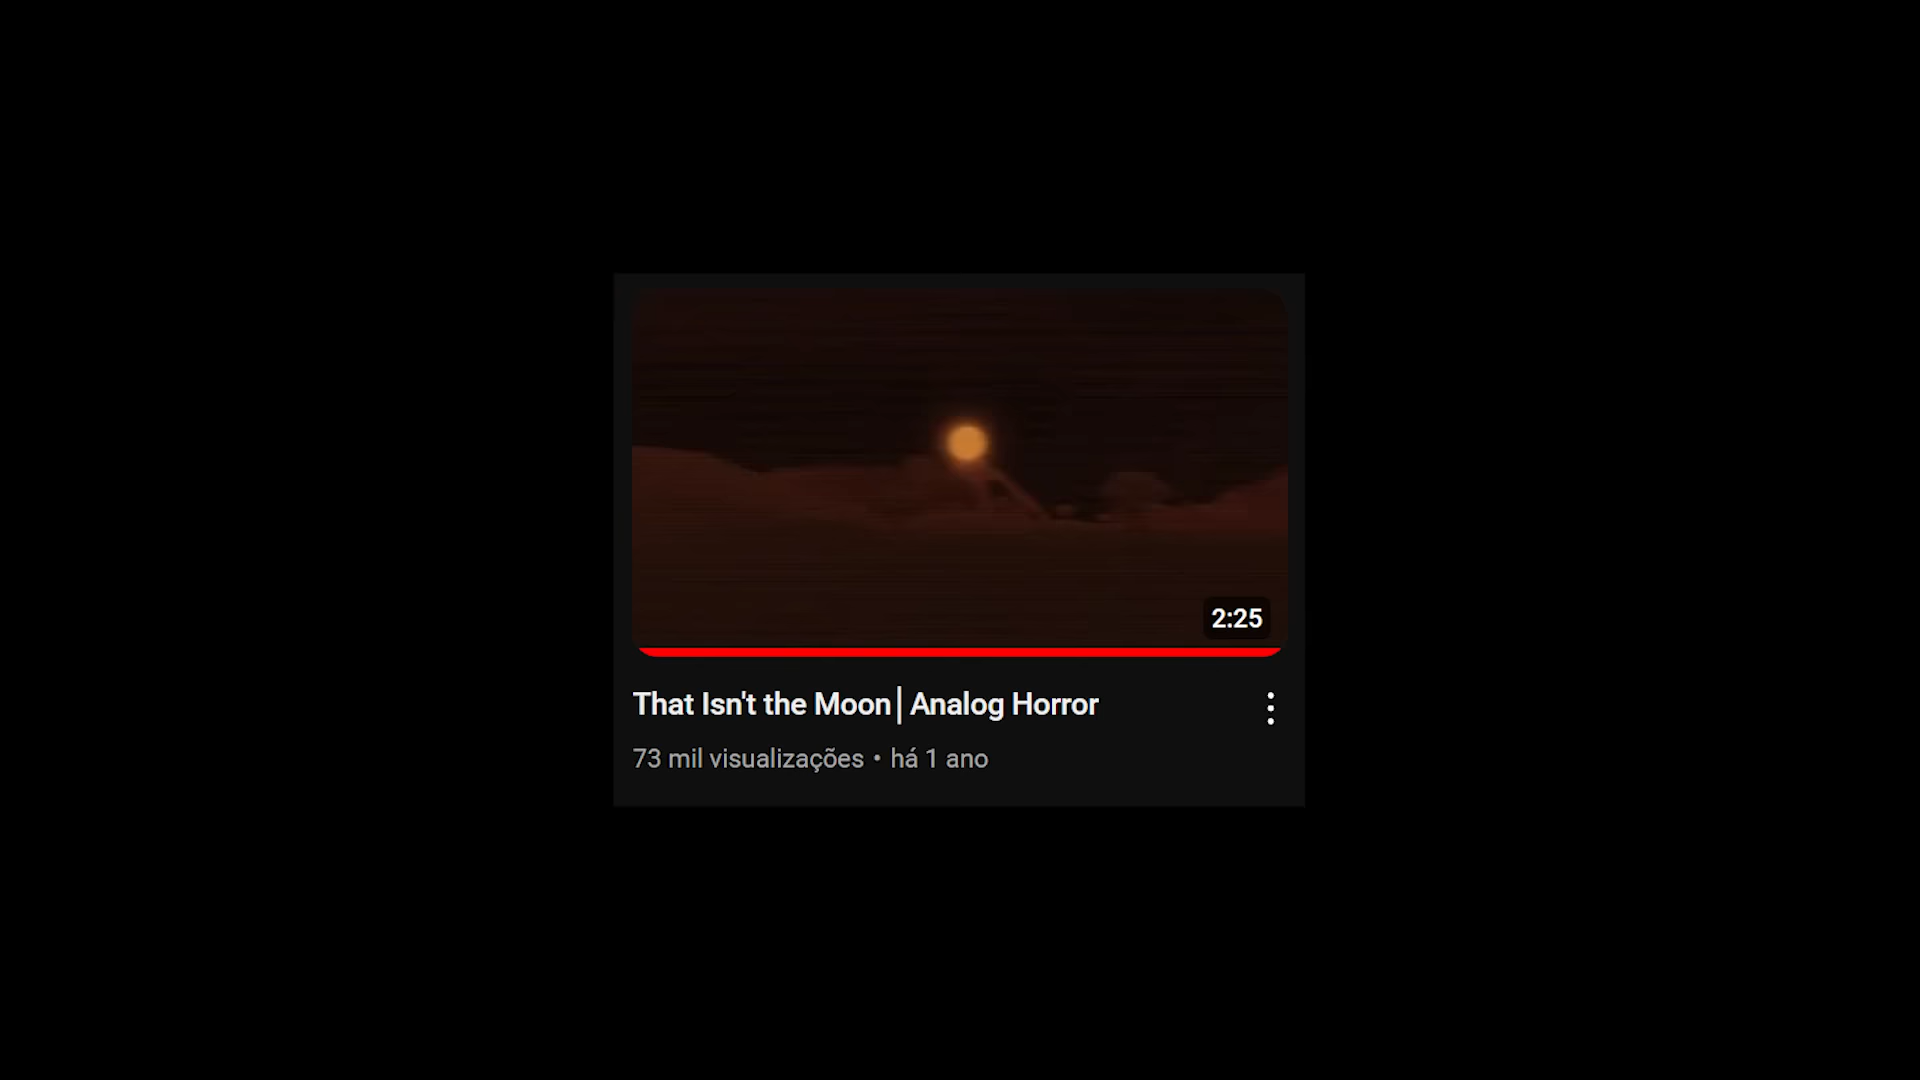 2:25
That Isn't the Moon│Analog Horror
73 mil visualizações • há 1 ano